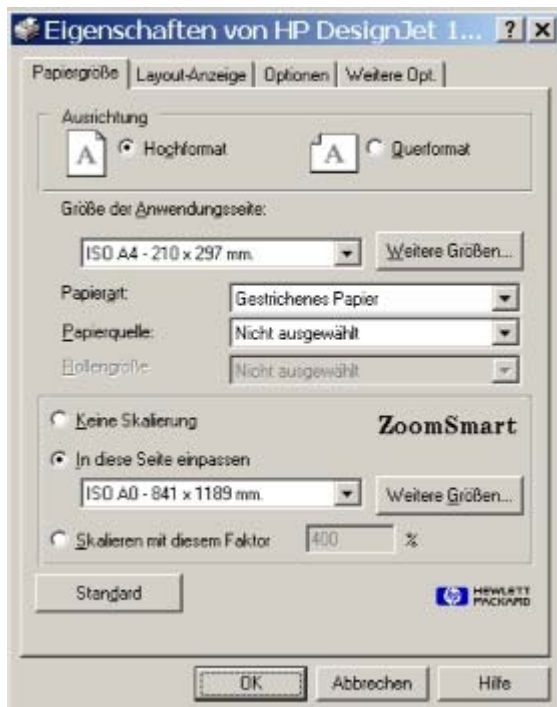 Eigenschaften von HP DesignJet 1...
Papiergröße Layout-Anzeige Optionen Weitere Opt.
Ausrichtung
A Hochformat A Querformat
Größe der Anwendungsseite:
ISO A4 - 210 x 297 mm. Weitere Größen...
Papierart: Gestrichenes Papier
Papierquelle: Nicht ausgewählt
Rollengröße Nicht ausgewählt
Keine Skalierung ZoomSmart
In diese Seite einpassen
ISO A0 - 841 x 1189 mm. Weitere Größen...
Skalieren mit diesem Faktor 400 %
Standard hp HEWLETT
PACKARD
OK Abbrechen Hilfe